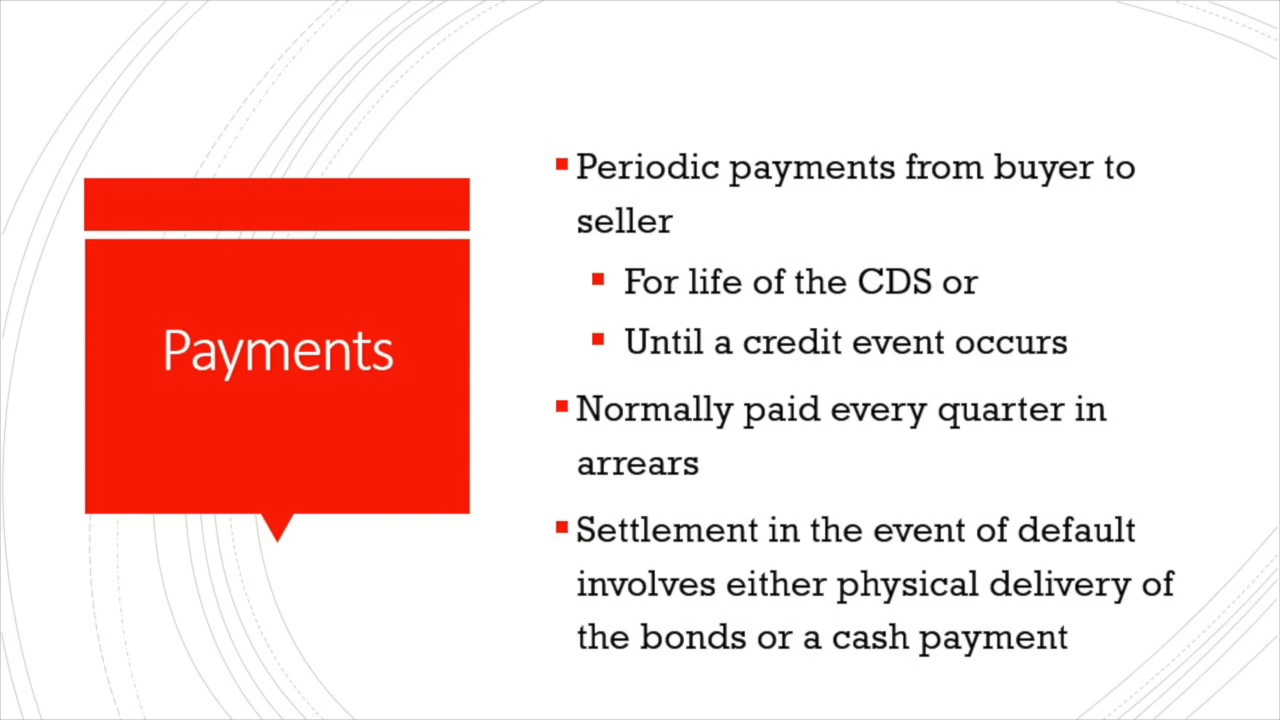 Payments
Periodic payments from buyer to
seller
For life of the CDS or
Until a credit event occurs
Normally paid every quarter in
arrears
Settlement in the event of default
involves either physical delivery of
the bonds or a cash payment